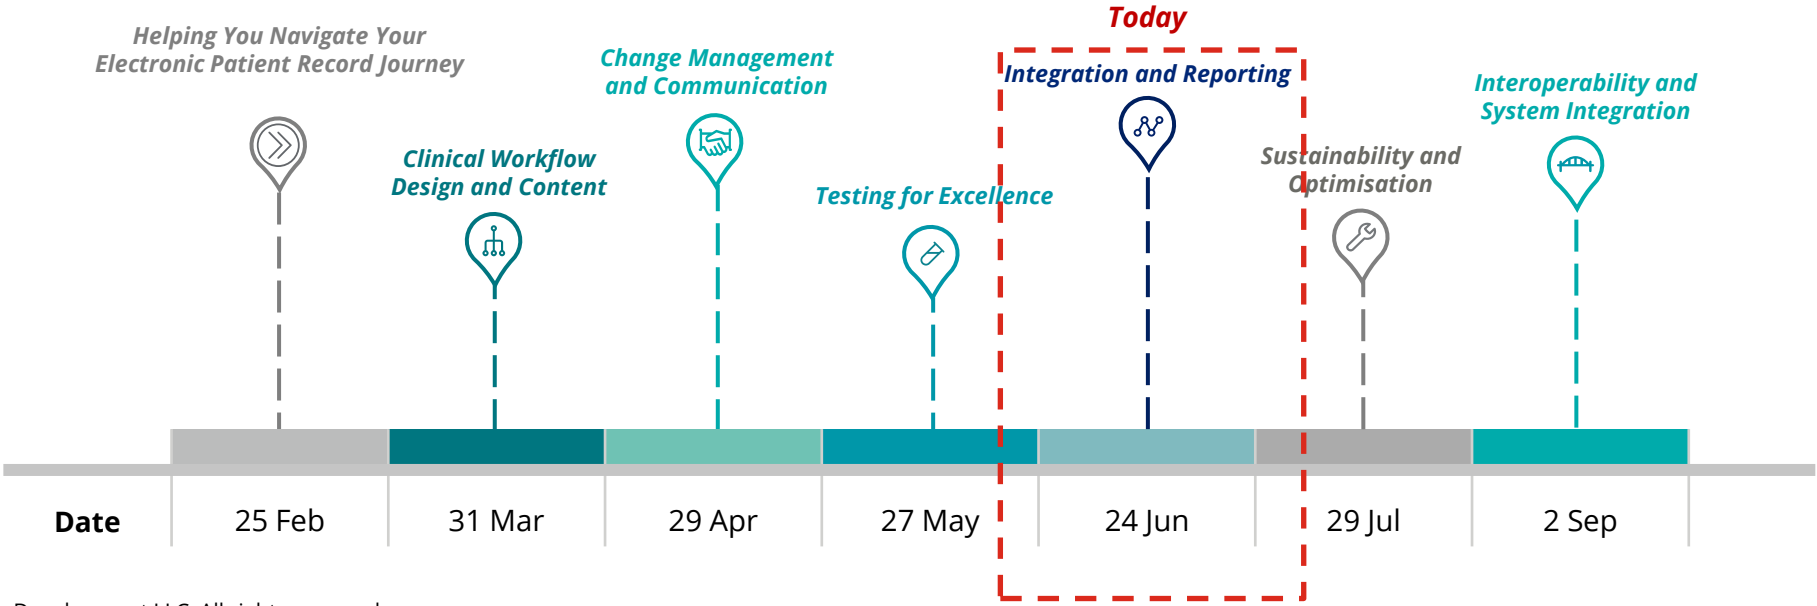 Today
Helping You Navigate Your
Electronic Patient Record Journey
Clinical Workflow
Design and Content
Change Management
and Communication
Testing for Excellence
Integration and Reporting
Sustainability and
Optimisation
Interoperability and
System Integration
Date
25 Feb
31 Mar
29 Apr
27 May
24 Jun
29 Jul
2 Sep